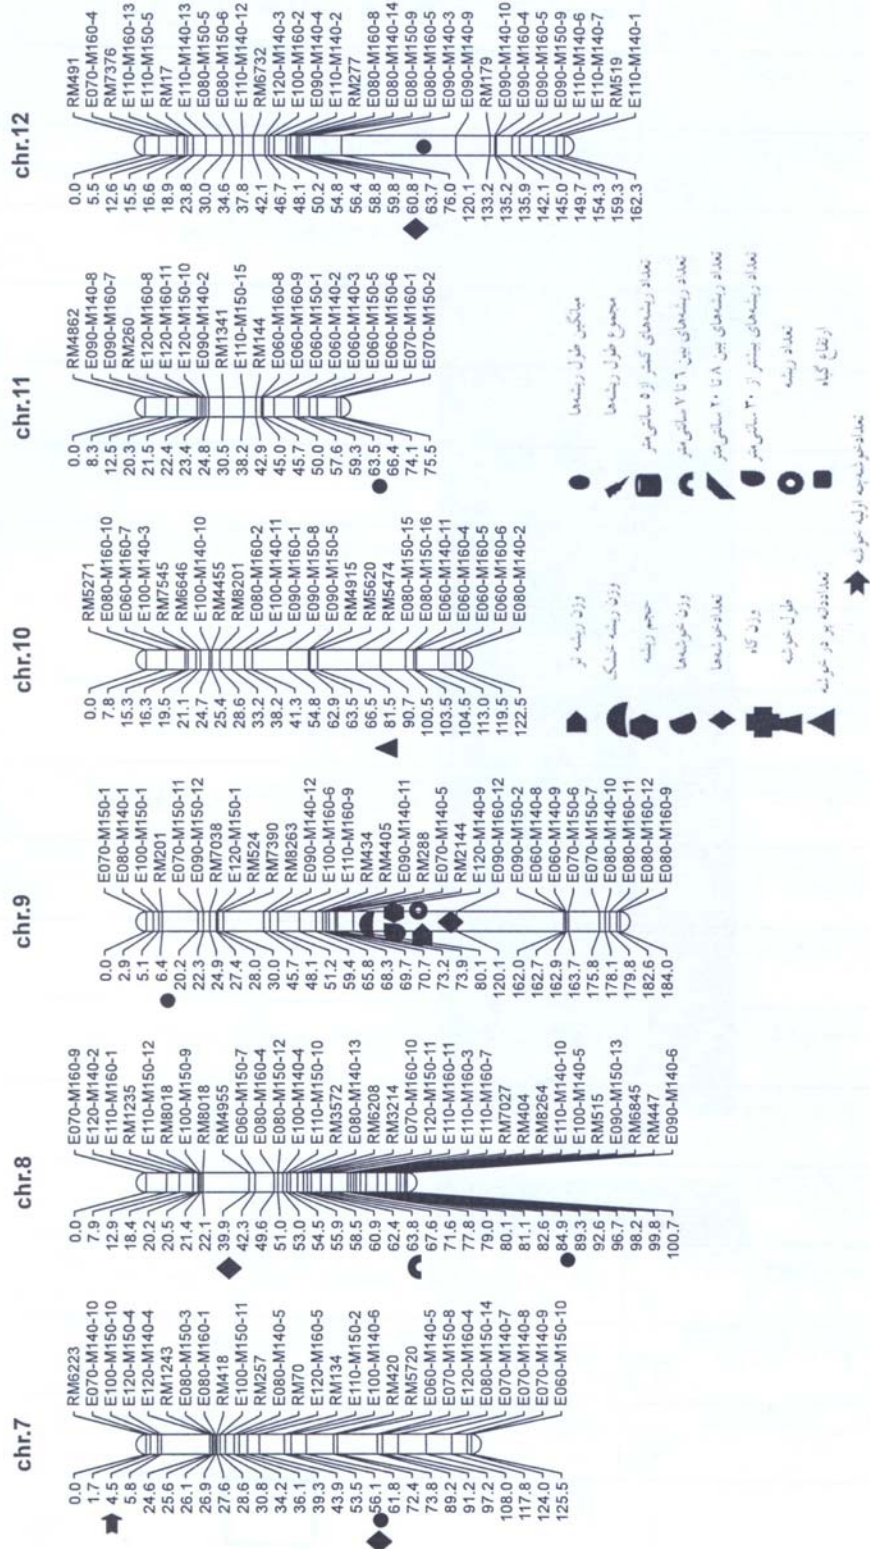 chr.7
0.0 RM6223
1.7 E070-M140-10
4.5 E100-M150-10
5.8 E120-M150-4
24.6 E120-M140-4
25.6 RM1243
26.1 E080-M150-3
26.9 E080-M160-1
27.6 RM418
28.6 E100-M150-11
30.8 RM257
34.2 E080-M140-5
36.1 RM70
39.3 E120-M160-5
43.9 RM134
53.5 E110-M150-2
56.1 E100-M140-6
61.8 RM420
72.4 RM5720
73.8 E060-M140-5
89.2 E070-M150-8
91.2 E120-M160-4
97.2 E080-M150-14
108.0 E070-M140-7
117.8 E070-M140-8
124.0 E070-M140-9
125.5 E060-M150-10
chr.8
0.0 E070-M160-9
7.9 E120-M140-2
12.9 E110-M160-1
18.4 RM1235
20.2 E110-M150-12
20.5 RM8018
21.4 E100-M150-9
22.1 RM8018
39.9 RM4955
42.3 E060-M150-7
49.6 E080-M160-4
51.0 E080-M150-12
53.0 E100-M140-4
54.5 E110-M150-10
55.9 RM3572
58.5 E080-M140-13
60.9 RM6208
62.4 RM3214
63.8 E070-M160-10
67.6 E120-M150-11
71.6 E110-M160-11
77.8 E110-M160-3
79.0 E110-M160-7
80.1 RM7027
81.1 RM404
82.6 RM8264
84.9 E110-M140-10
89.3 E100-M140-5
92.6 RM515
96.7 E090-M150-13
98.2 RM6845
99.8 RM447
100.7 E090-M140-6
chr.9
0.0 E070-M150-1
2.9 E080-M140-1
5.1 E100-M150-1
6.4 RM201
20.2 E070-M150-11
22.3 E090-M150-12
24.9 RM7038
27.4 E120-M150-1
28.0 RM524
30.0 RM7390
45.7 RM8263
48.1 E090-M140-12
51.2 E100-M160-6
59.4 E110-M160-9
65.8 RM434
68.3 RM4405
69.7 E090-M140-11
70.7 RM288
73.2 E070-M140-5
73.9 RM2144
80.1 E120-M140-9
120.1 E090-M160-12
162.0 E090-M150-2
162.7 E060-M140-8
162.9 E060-M140-9
163.7 E070-M150-6
175.8 E070-M150-7
178.1 E080-M140-10
179.8 E080-M160-11
182.6 E080-M160-12
184.0 E080-M160-9
chr.10
0.0 RM5271
7.8 E080-M160-10
15.3 E060-M160-7
16.3 E100-M140-3
19.5 RM7545
21.1 RM6646
24.7 E100-M140-10
25.4 RM4455
28.6 RM8201
33.2 E080-M160-2
38.2 E100-M140-11
41.3 E090-M160-1
54.8 E090-M150-8
62.9 E090-M150-5
63.5 RM4915
66.5 RM5620
81.5 RM5474
90.7 E080-M150-15
100.5 E080-M150-16
103.5 E060-M140-11
104.5 E060-M160-4
113.0 E060-M160-5
119.5 E060-M160-6
122.5 E080-M140-2
chr.11
0.0 RM4862
8.3 E090-M140-8
12.5 E090-M160-7
20.3 RM260
21.5 E120-M160-8
22.4 E120-M160-11
23.4 E120-M150-10
24.8 E090-M140-2
30.5 RM1341
38.2 E110-M150-15
42.9 RM144
45.0 E060-M160-8
45.7 E060-M160-9
50.0 E060-M150-1
57.6 E060-M140-2
59.3 E060-M140-3
63.5 E060-M150-5
66.4 E060-M150-6
74.1 E070-M160-1
75.5 E070-M150-2
chr.12
0.0 RM491
5.5 E070-M160-4
12.6 RM7376
15.5 E110-M160-13
16.6 E110-M150-5
18.9 RM17
23.8 E110-M140-13
30.0 E080-M150-5
34.6 E080-M150-6
37.8 E110-M140-12
42.1 RM6732
46.7 E120-M140-3
48.1 E100-M160-2
50.2 E090-M140-4
54.8 E110-M140-2
56.4 RM277
58.8 E080-M160-8
59.8 E080-M140-14
60.8 E080-M150-9
63.7 E080-M160-5
76.0 E090-M140-3
120.1 E090-M140-9
133.2 RM179
135.2 E090-M140-10
135.9 E090-M160-4
142.1 E090-M160-5
145.0 E090-M150-9
149.7 E110-M140-6
154.3 E110-M140-7
159.3 RM519
162.3 E110-M140-1
وزن ریشه تر
وزن ریشه خشک
حجم ریشه
وزن خوشه‌ها
تعدادخوشه‌ها
وزن کاه
طول خوشه
تعداددانه پر در خوشه
میانگین طول ریشه‌ها
مجموع طول ریشه‌ها
تعداد ریشه‌های کمتر از ۵ سانتی‌متر
تعداد ریشه‌های بین ۶ تا ۷ سانتی‌متر
تعداد ریشه‌های بین ۸ تا ۲۰ سانتی‌متر
تعداد ریشه‌های بیشتر از ۳۰ سانتی‌متر
تعداد ریشه
ارتفاع گیاه
تعدادخوشه‌چه اولیه خوشه